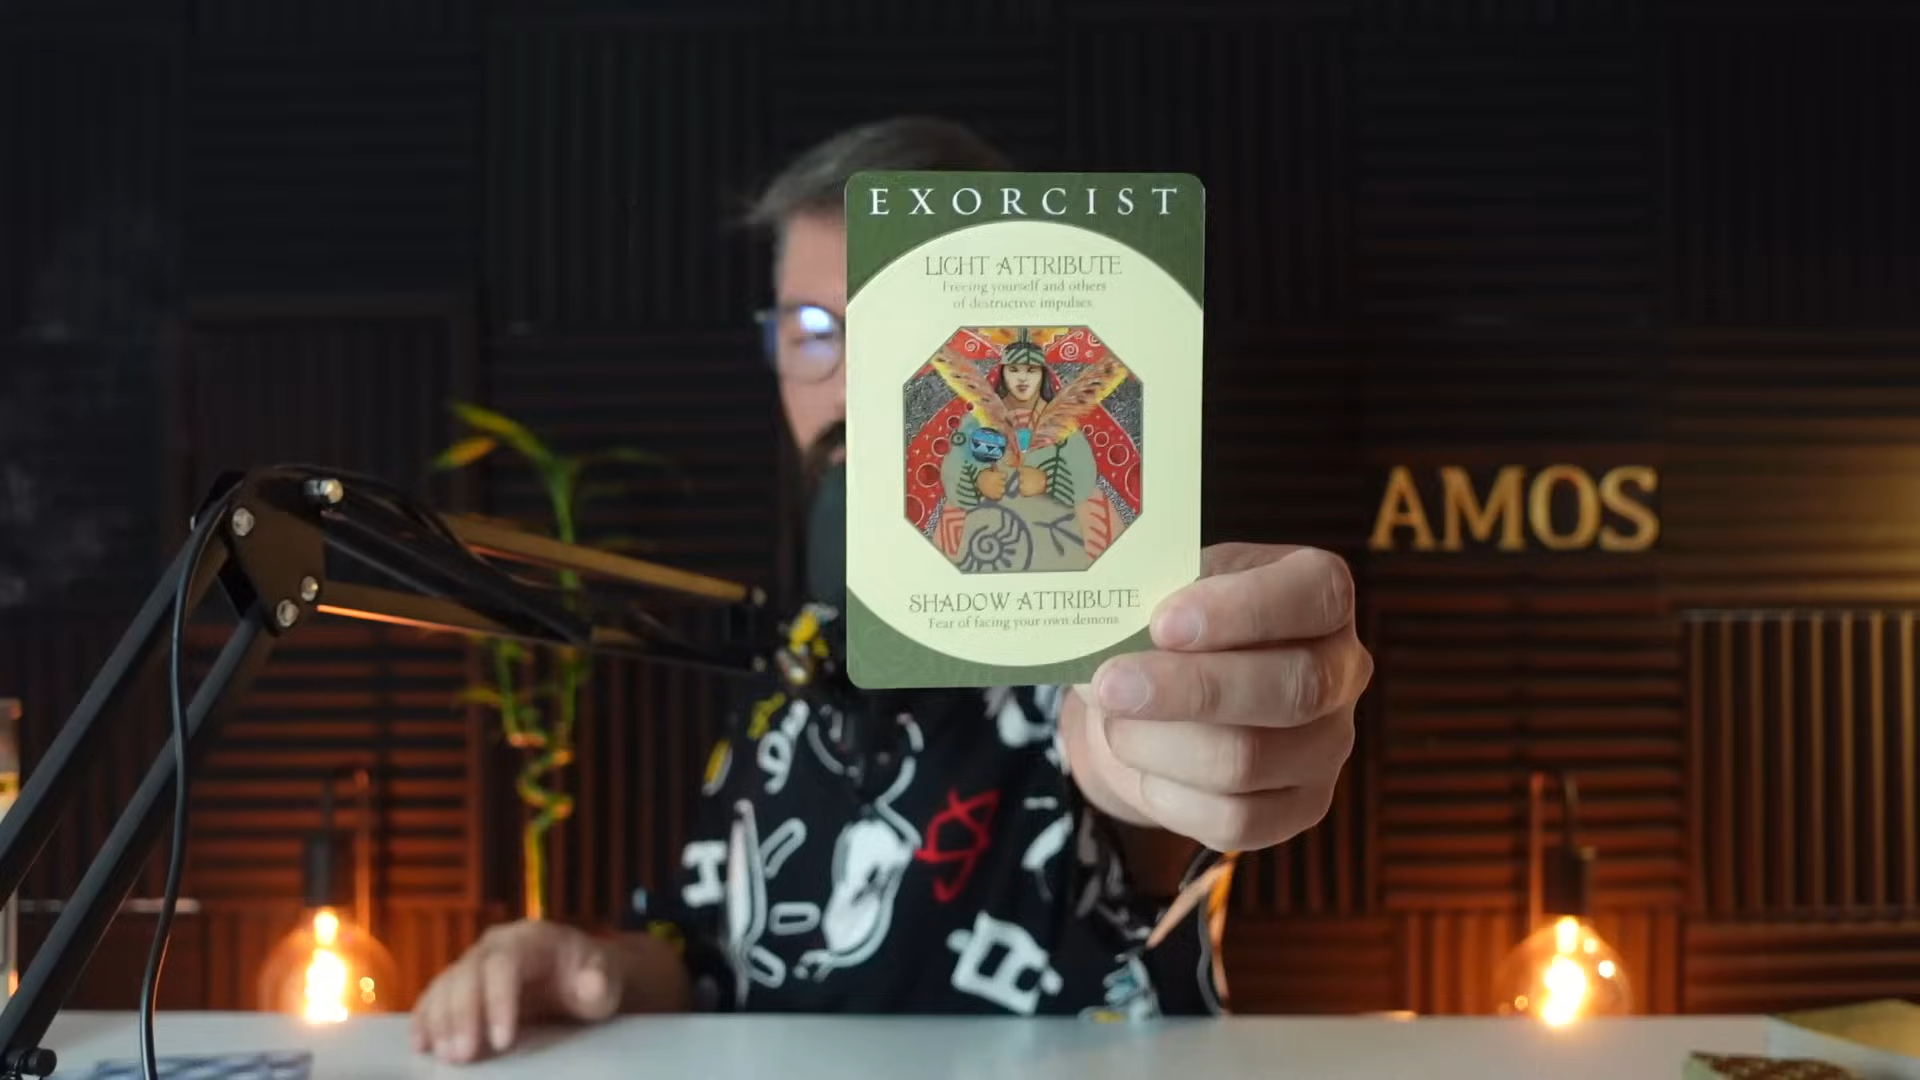 EXORCIST
LIGHT ATTRIBUTE
Freeing yourself and others
of destructive impulses
SHADOW ATTRIBUTE
Fear of facing your own demons
AMOS